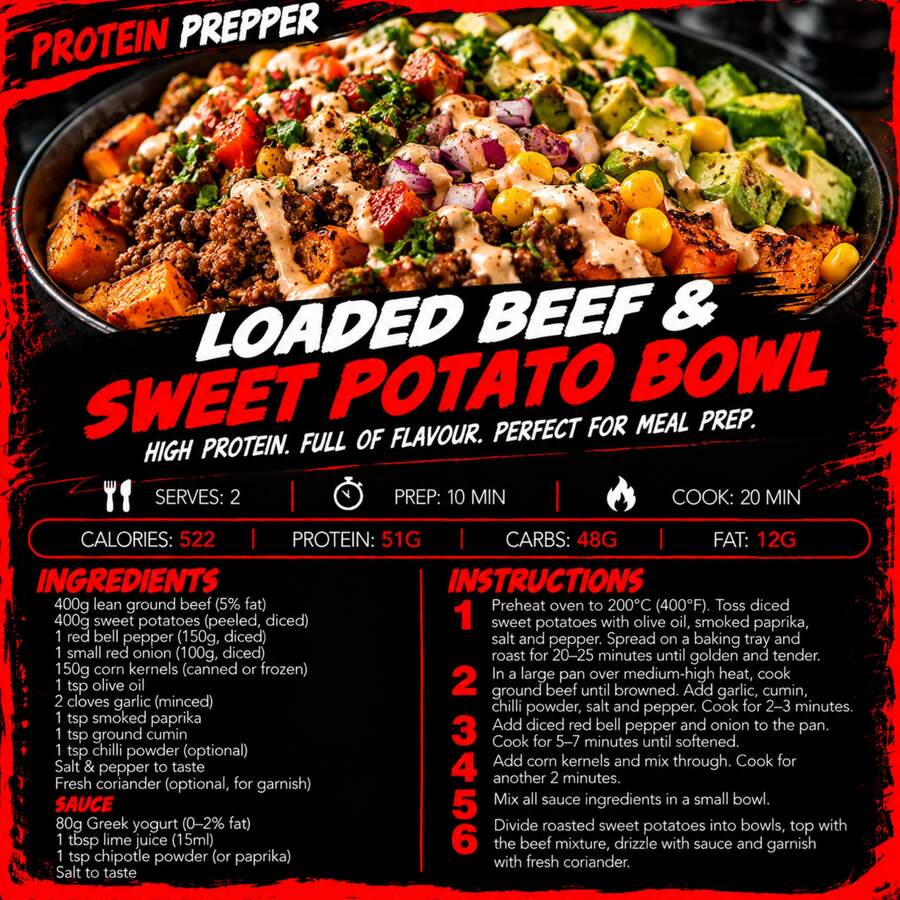 PROTEIN PREPPER
LOADED BEEF &
SWEET POTATO BOWL
HIGH PROTEIN. FULL OF FLAVOUR. PERFECT FOR MEAL PREP.
SERVES: 2 | PREP: 10 MIN | COOK: 20 MIN
CALORIES: 522 | PROTEIN: 51G | CARBS: 48G | FAT: 12G
INGREDIENTS
400g lean ground beef (5% fat)
400g sweet potatoes (peeled, diced)
1 red bell pepper (150g, diced)
1 small red onion (100g, diced)
150g corn kernels (canned or frozen)
1 tsp olive oil
2 cloves garlic (minced)
1 tsp smoked paprika
1 tsp ground cumin
1 tsp chilli powder (optional)
Salt & pepper to taste
Fresh coriander (optional, for garnish)
SAUCE
80g Greek yogurt (0–2% fat)
1 tbsp lime juice (15ml)
1 tsp chipotle powder (or paprika)
Salt to taste
INSTRUCTIONS
1 Preheat oven to 200°C (400°F). Toss diced
sweet potatoes with olive oil, smoked paprika,
salt and pepper. Spread on a baking tray and
roast for 20–25 minutes until golden and tender.
2 In a large pan over medium-high heat, cook
ground beef until browned. Add garlic, cumin,
chilli powder, salt and pepper. Cook for 2–3 minutes.
3 Add diced red bell pepper and onion to the pan.
Cook for 5–7 minutes until softened.
4 Add corn kernels and mix through. Cook for
another 2 minutes.
5 Mix all sauce ingredients in a small bowl.
6 Divide roasted sweet potatoes into bowls, top with
the beef mixture, drizzle with sauce and garnish
with fresh coriander.